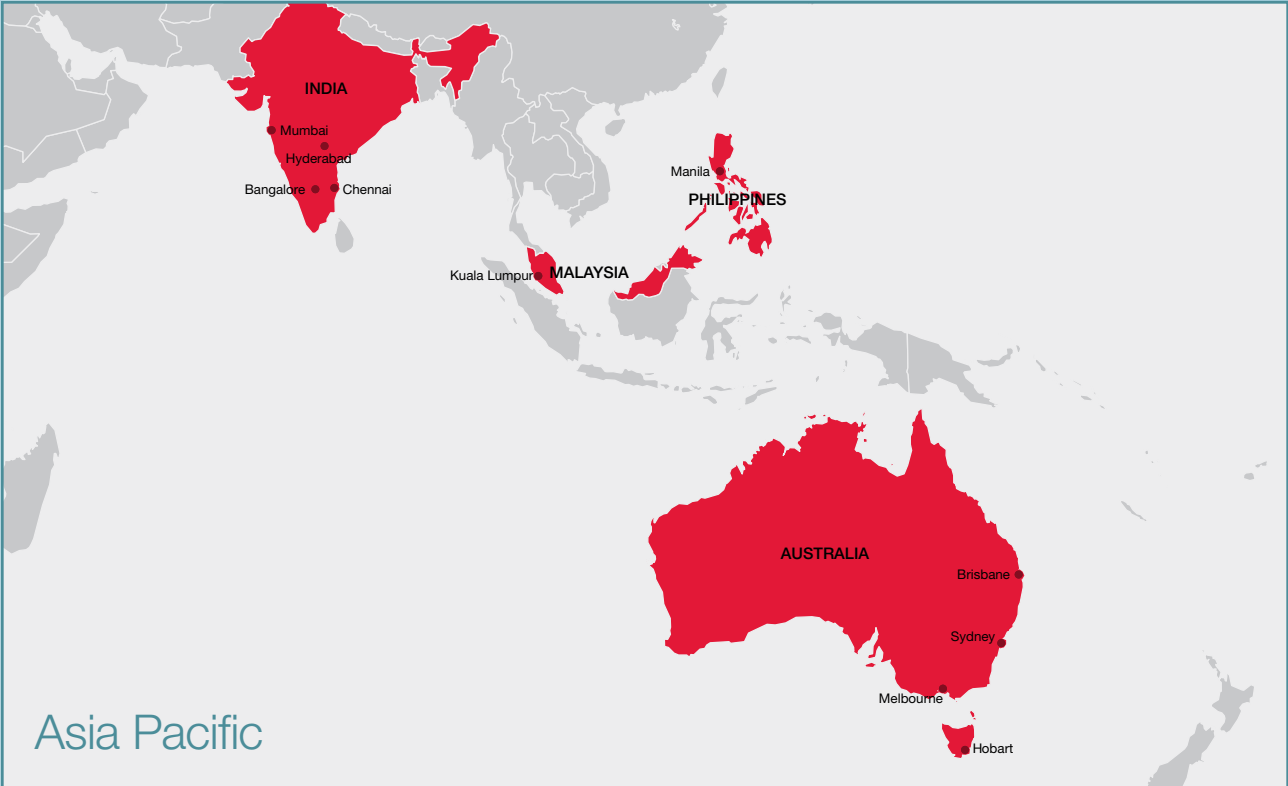 INDIA
Mumbai
Hyderabad
Bangalore
Chennai
Manila
PHILIPPINES
Kuala Lumpur
MALAYSIA
AUSTRALIA
Brisbane
Sydney
Melbourne
Hobart
Asia Pacific